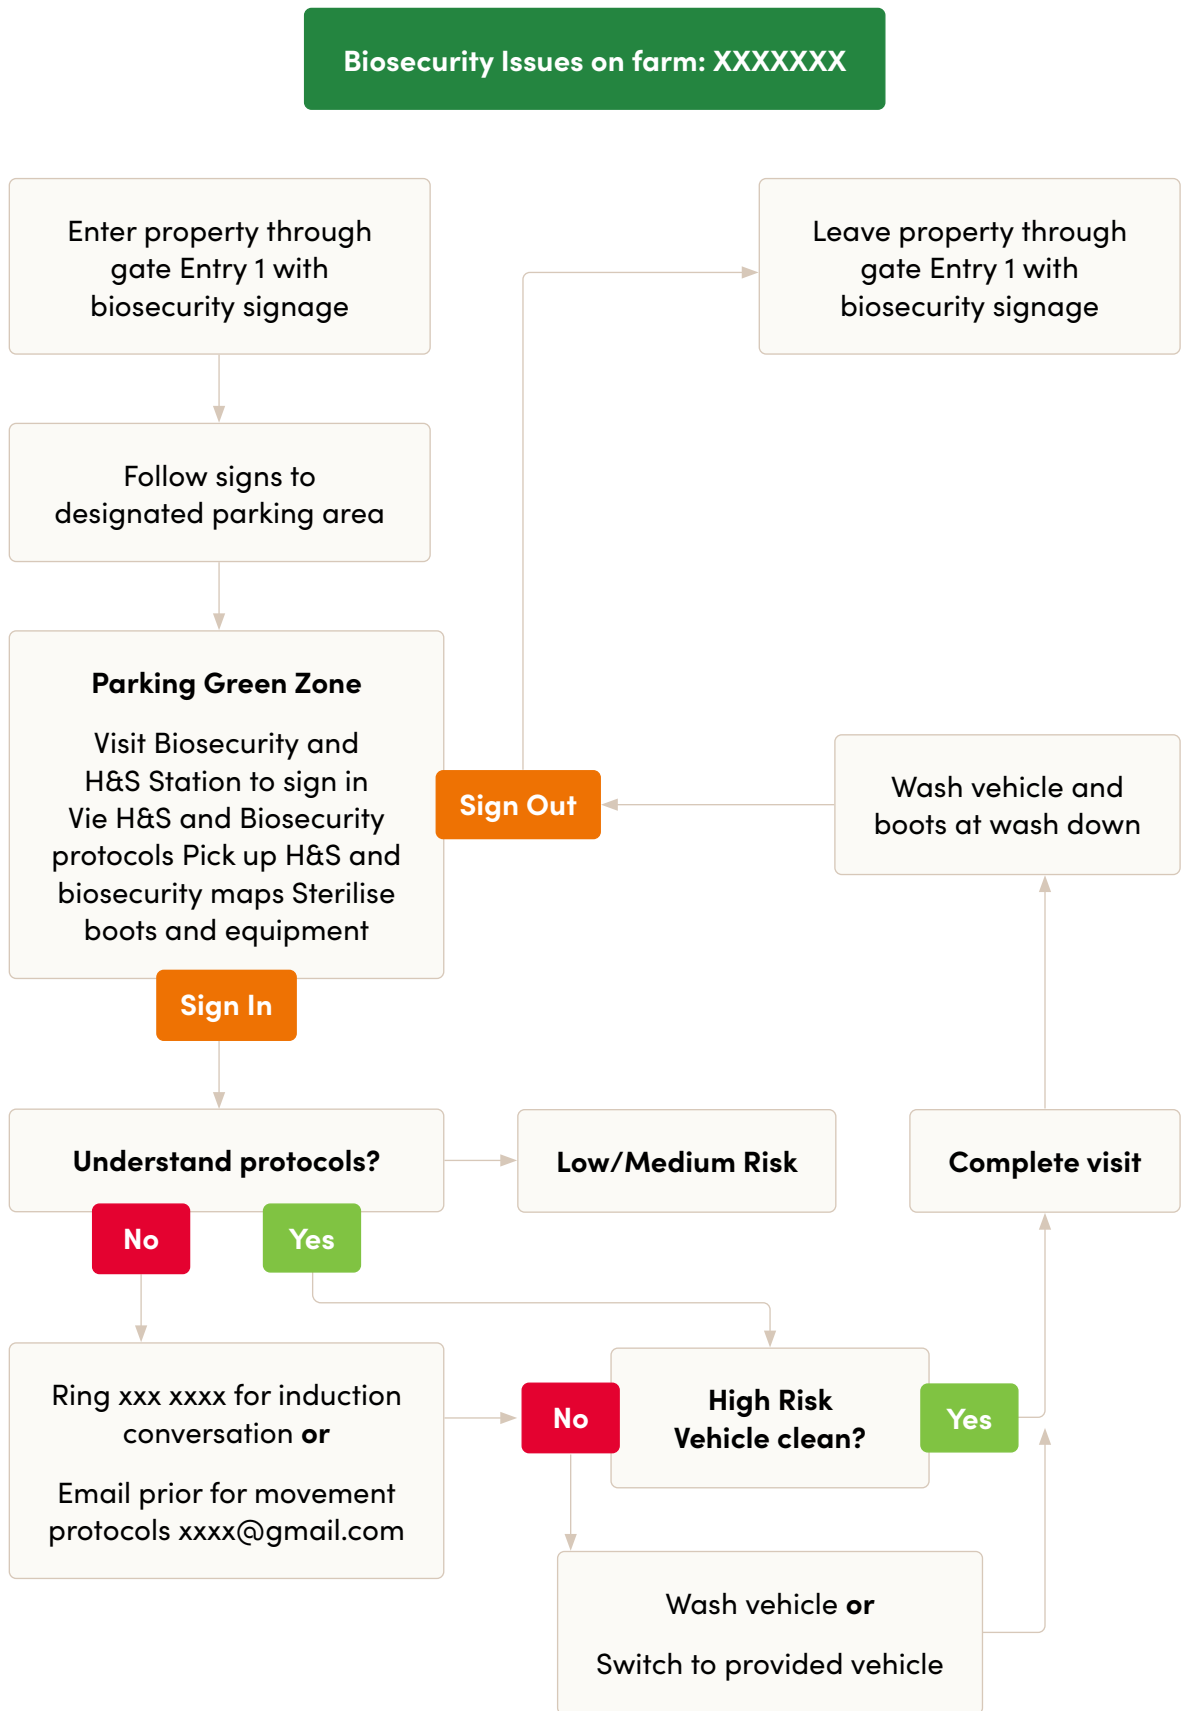 Biosecurity Issues on farm: XXXXXXX
Enter property through
gate Entry 1 with
biosecurity signage
Leave property through
gate Entry 1 with
biosecurity signage
Follow signs to
designated parking area
Parking Green Zone
Visit Biosecurity and
H&S Station to sign in
Vie H&S and Biosecurity
protocols Pick up H&S and
biosecurity maps Sterilise
boots and equipment
Sign Out
Wash vehicle and
boots at wash down
Sign In
Understand protocols?
Low/Medium Risk
Complete visit
No
Yes
Ring xxx xxxx for induction
conversation or
Email prior for movement
protocols xxxx@gmail.com
No
High Risk
Vehicle clean?
Yes
Wash vehicle or
Switch to provided vehicle